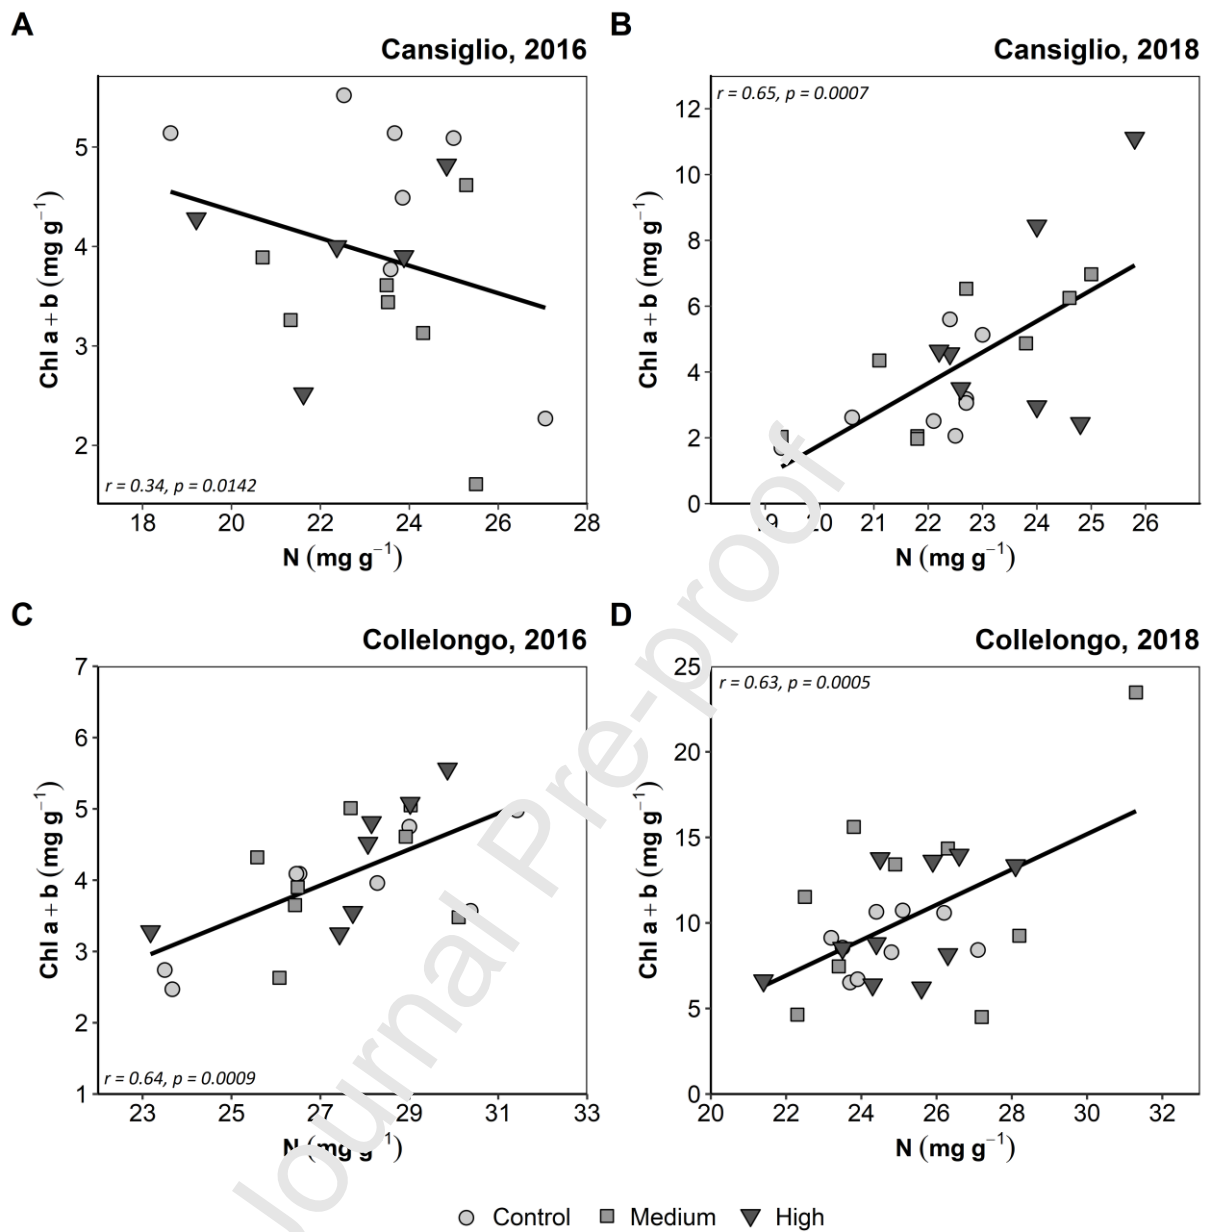 A
Cansiglio, 2016
5
4
3
2
Chl a + b (mg g⁻¹)
r = 0.34, p = 0.0142
18 20 22 24 26 28
N (mg g⁻¹)
B
Cansiglio, 2018
r = 0.65, p = 0.0007
12
10
8
6
4
2
0
Chl a + b (mg g⁻¹)
19 20 21 22 23 24 25 26
N (mg g⁻¹)
C
Collelongo, 2016
7
6
5
4
3
2
1
Chl a + b (mg g⁻¹)
r = 0.64, p = 0.0009
23 25 27 29 31 33
N (mg g⁻¹)
D
Collelongo, 2018
r = 0.63, p = 0.0005
25
20
15
10
5
0
Chl a + b (mg g⁻¹)
20 22 24 26 28 30 32
N (mg g⁻¹)
Control Medium High
Journal Pre-proof